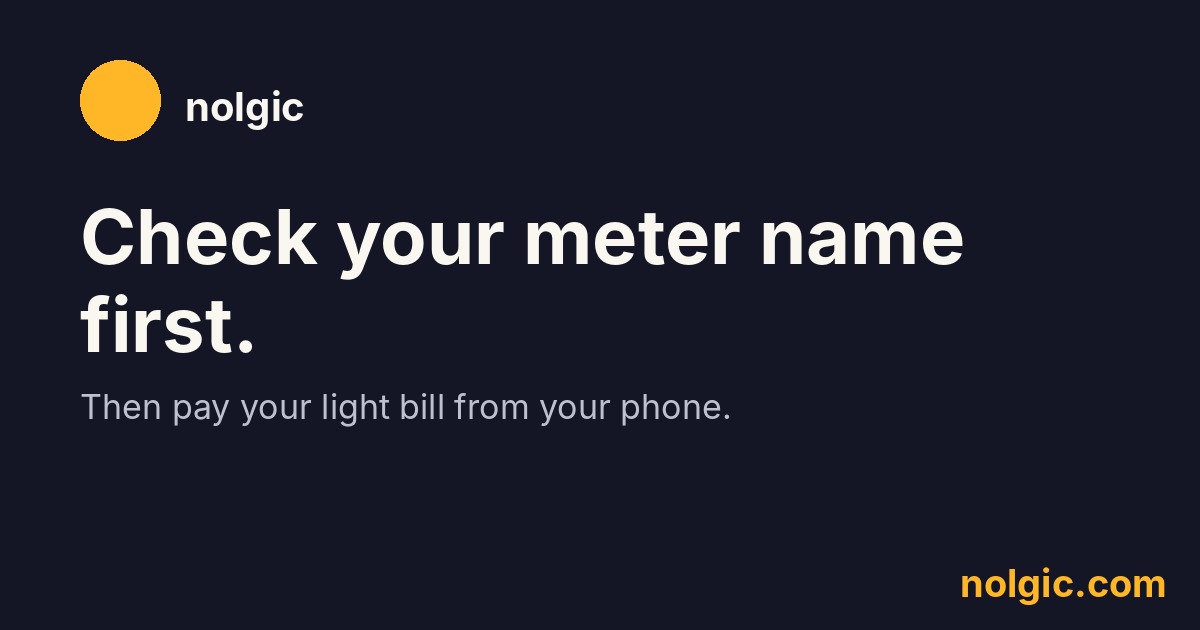 nolgic
Check your meter name
first.
Then pay your light bill from your phone.
nolgic.com